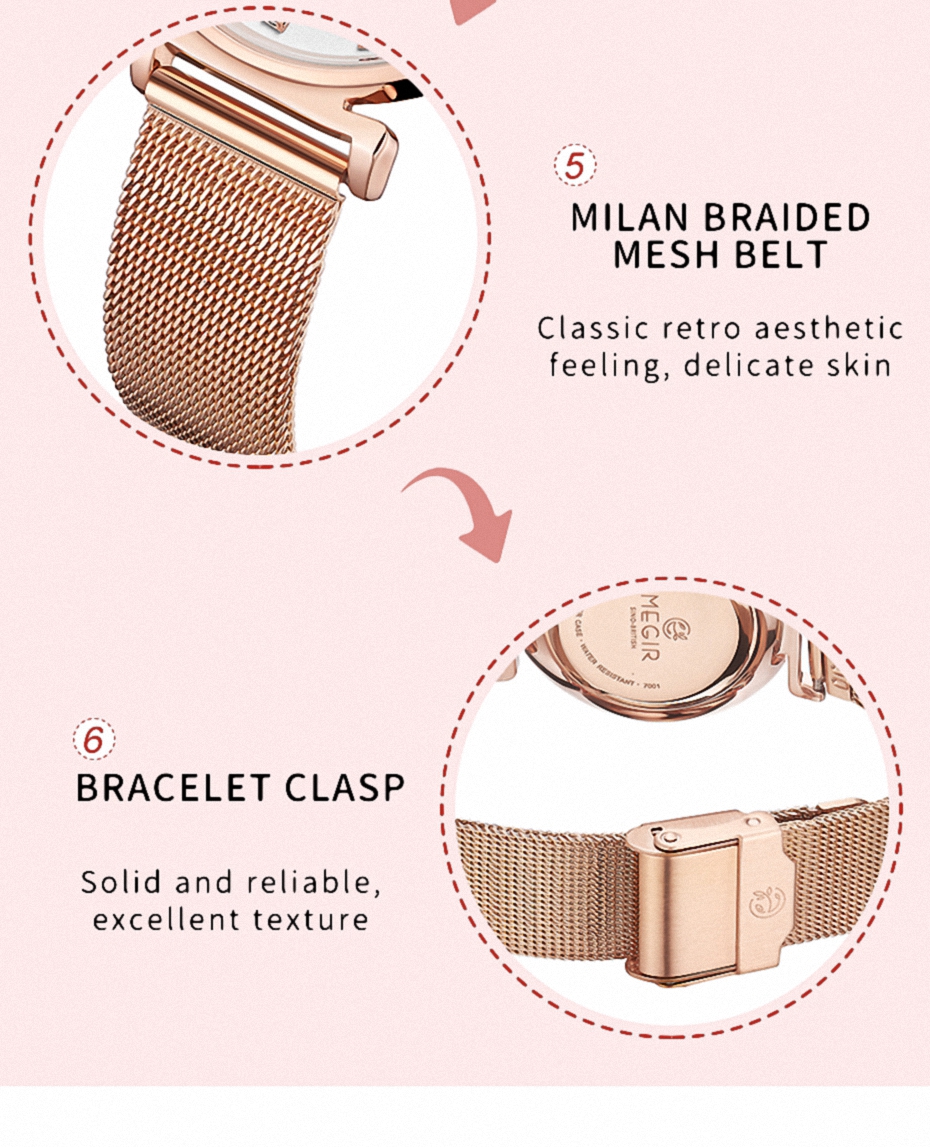 5
MILAN BRAIDED
MESH BELT
Classic retro aesthetic
feeling, delicate skin
MEGIR
SINO-BRITISH
CASE · WATER RESISTANT · 7001
6
BRACELET CLASP
Solid and reliable,
excellent texture